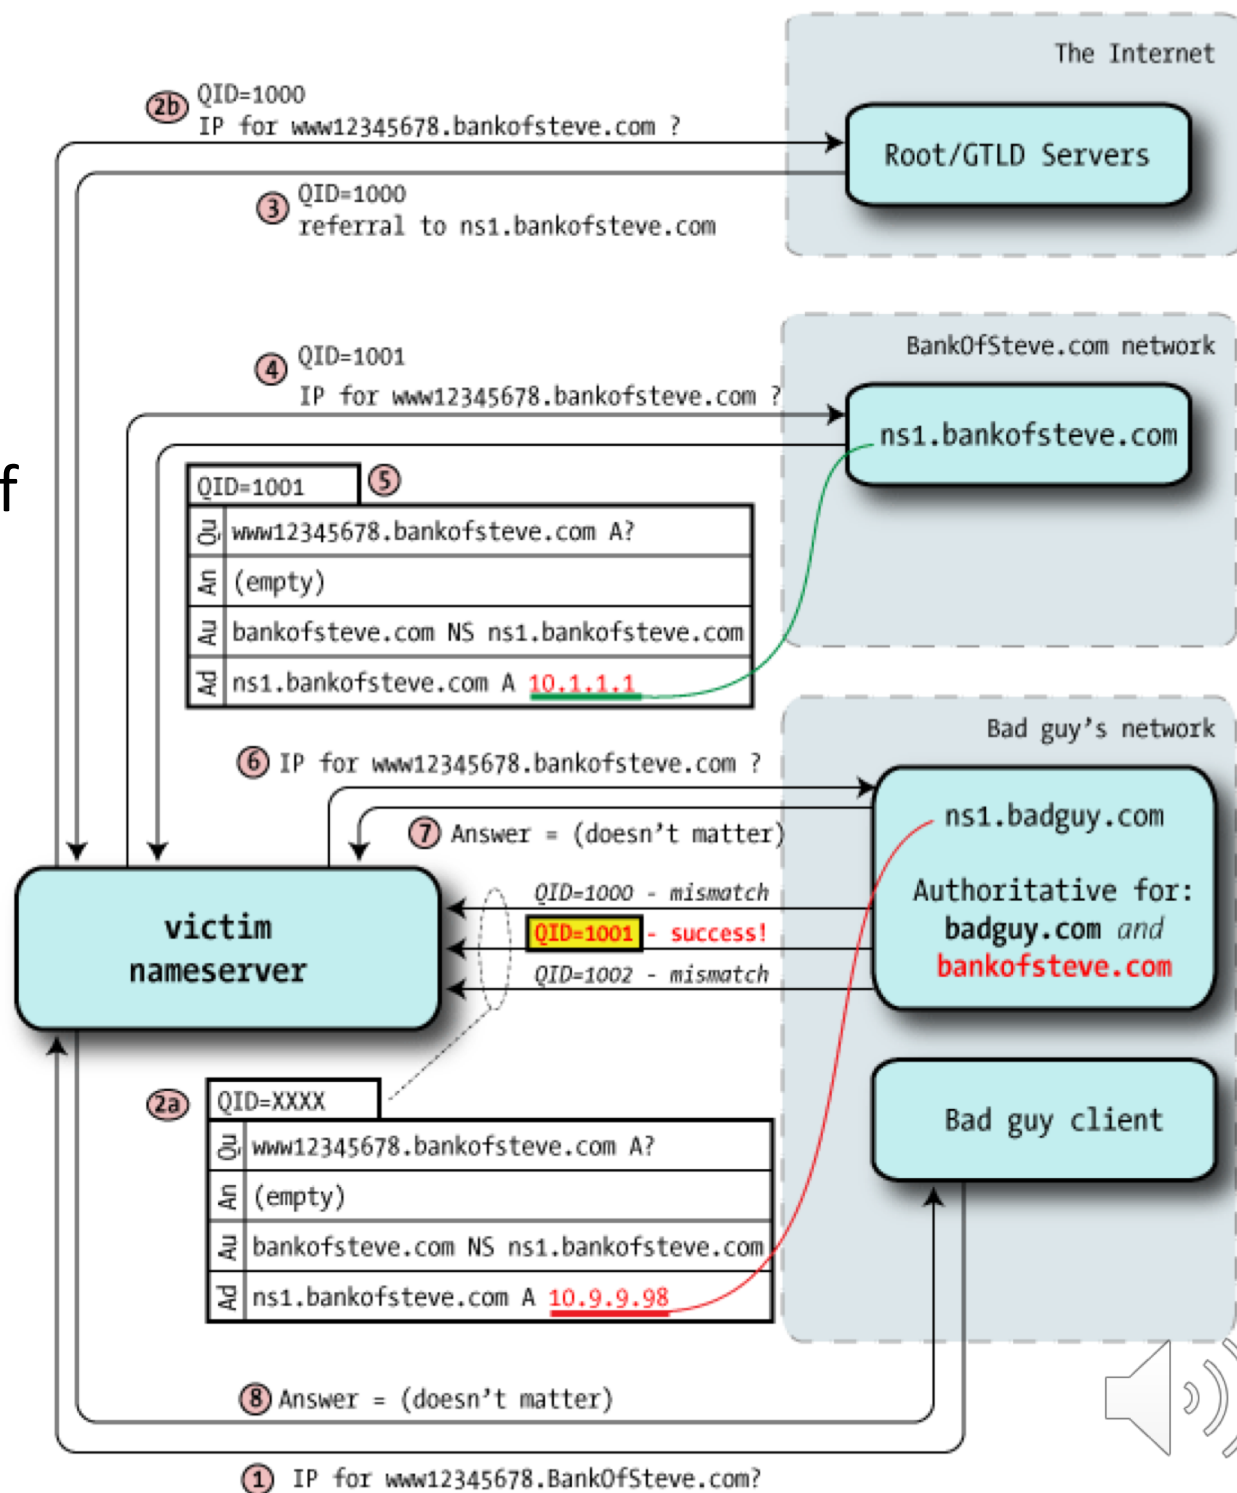 The Internet
2b QID=1000
IP for www12345678.bankofsteve.com ?
Root/GTLD Servers
3 QID=1000
referral to ns1.bankofsteve.com
BankOfSteve.com network
4 QID=1001
IP for www12345678.bankofsteve.com ?
ns1.bankofsteve.com
f
QID=1001 5
Qu www12345678.bankofsteve.com A?
An (empty)
Au bankofsteve.com NS ns1.bankofsteve.com
Ad ns1.bankofsteve.com A 10.1.1.1
Bad guy's network
6 IP for www12345678.bankofsteve.com ?
ns1.badguy.com
7 Answer = (doesn't matter)
Authoritative for:
badguy.com and
bankofsteve.com
QID=1000 - mismatch
QID=1001 - success!
QID=1002 - mismatch
victim
nameserver
2a QID=XXXX
Qu www12345678.bankofsteve.com A?
An (empty)
Au bankofsteve.com NS ns1.bankofsteve.com
Ad ns1.bankofsteve.com A 10.9.9.98
Bad guy client
8 Answer = (doesn't matter)
1 IP for www12345678.BankOfSteve.com?